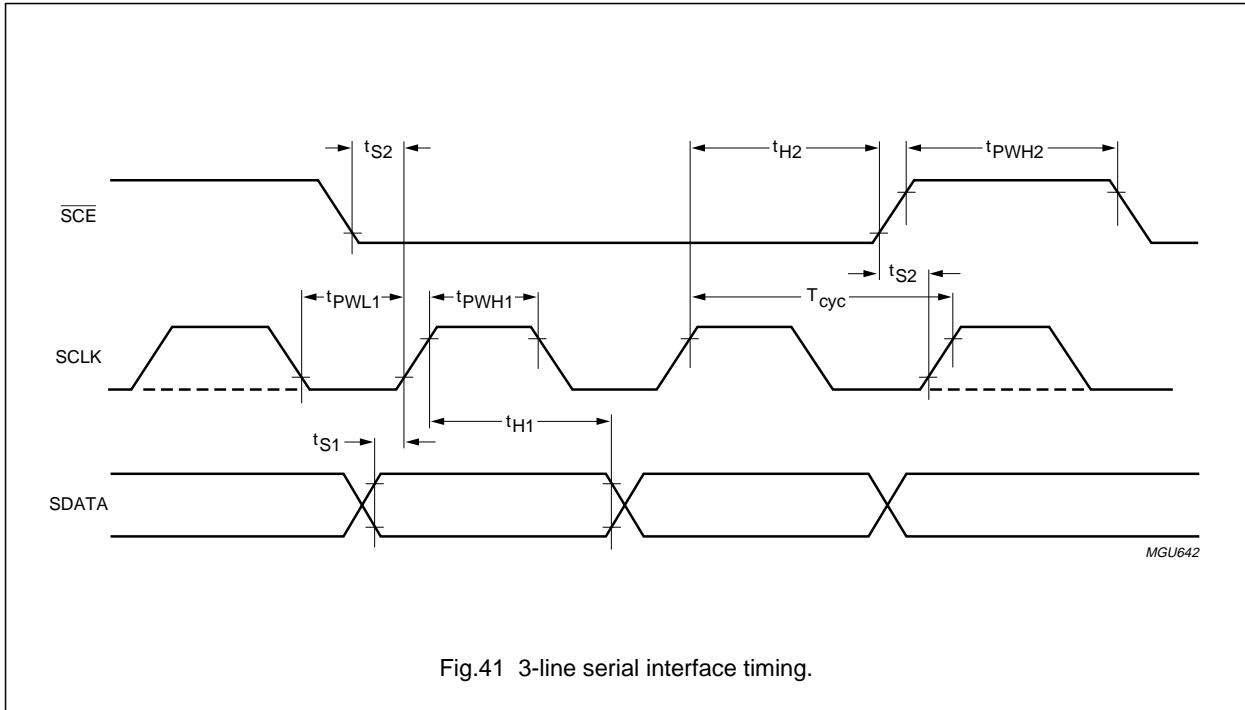 tS2
tH2
tPWH2
SCE
tS2
tPWL1
tPWH1
Tcyc
SCLK
tS1
tH1
SDATA
MGU642
Fig.41 3-line serial interface timing.